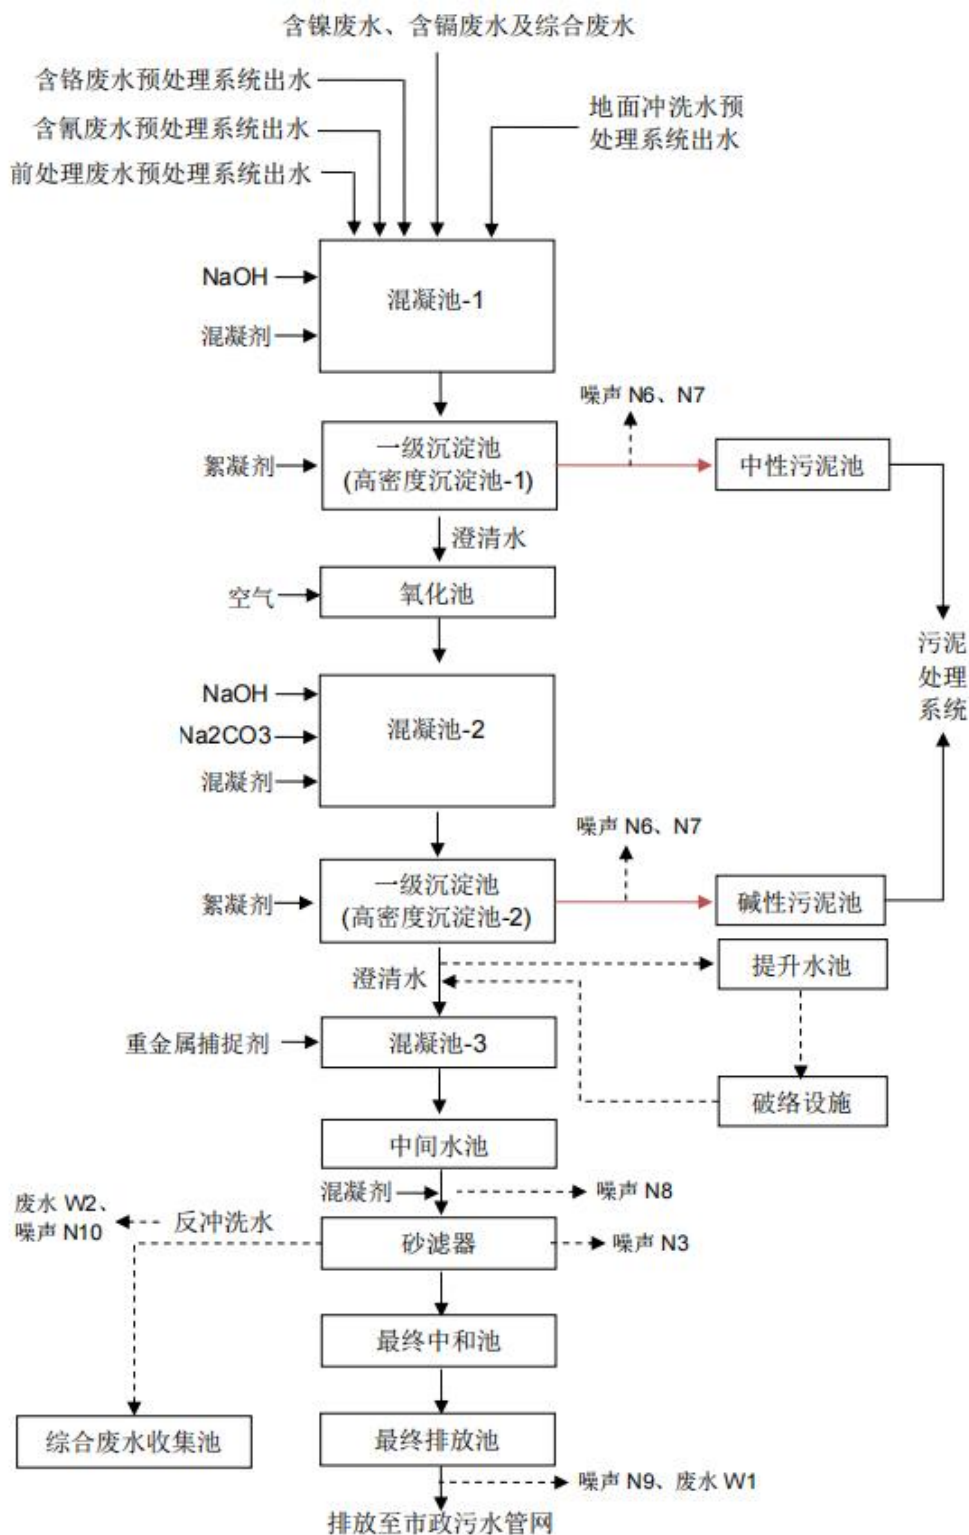 含镍废水、含镉废水及综合废水
含铬废水预处理系统出水
地面冲洗水预
处理系统出水
含氰废水预处理系统出水
前处理废水预处理系统出水
NaOH
混凝池-1
混凝剂
噪声 N6、N7
一级沉淀池
(高密度沉淀池-1)
絮凝剂
中性污泥池
澄清水
空气
氧化池
污泥
处理
系统
NaOH
Na2CO3
混凝池-2
混凝剂
噪声 N6、N7
一级沉淀池
(高密度沉淀池-2)
絮凝剂
碱性污泥池
澄清水
提升水池
重金属捕捉剂
混凝池-3
破络设施
中间水池
混凝剂
噪声 N8
废水 W2、
噪声 N10
反冲洗水
砂滤器
噪声 N3
最终中和池
综合废水收集池
最终排放池
噪声 N9、废水 W1
排放至市政污水管网